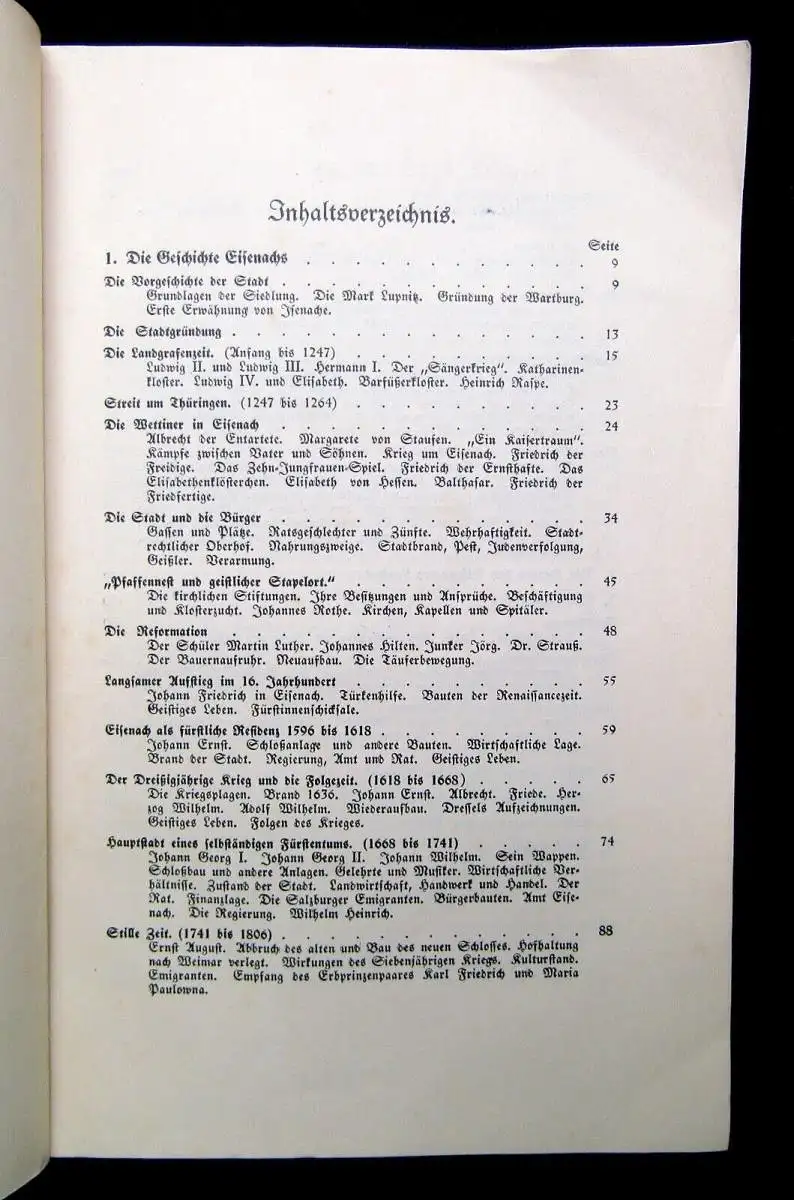 Inhaltsverzeichnis.
Seite
1. Die Geschichte Eisenachs . . . . . . . . . . . . 9
Die Vorgeschichte der Stadt . . . . . . . . . . . . 9
Grundlagen der Siedlung. Die Mark Lupnitz. Gründung der Wartburg.
Erste Erwähnung von Isenache.
Die Stadtgründung . . . . . . . . . . . . 13
Die Landgrafenzeit. (Anfang bis 1247) . . . . . . . . . . 15
Ludwig II. und Ludwig III. Hermann I. Der „Sängerkrieg". Katharinen-
kloster. Ludwig IV. und Elisabeth. Barfüßerkloster. Heinrich Raspe.
Streit um Thüringen. (1247 bis 1264) . . . . . . . . . . 23
Die Wettiner in Eisenach . . . . . . . . . . . . 24
Albrecht der Entartete. Margarete von Staufen. „Ein Kaisertraum".
Kämpfe zwischen Vater und Söhnen. Krieg um Eisenach. Friedrich der
Freidige. Das Zehn-Jungfrauen-Spiel. Friedrich der Ernsthafte. Das
Elisabethenklösterchen. Elisabeth von Hessen. Balthasar. Friedrich der
Friedfertige.
Die Stadt und die Bürger . . . . . . . . . . . . 34
Gassen und Plätze. Ratsgeschlechter und Zünfte. Wehrhaftigkeit. Stadt-
rechtlicher Oberhof. Nahrungszweige. Stadtbrand, Pest, Judenverfolgung,
Geißler. Verarmung.
„Pfaffennest und geistlicher Stapelort." . . . . . . . . . . 45
Die kirchlichen Stiftungen. Ihre Besitzungen und Ansprüche. Beschäftigung
und Klosterzucht. Johannes Rothe. Kirchen, Kapellen und Spitäler.
Die Reformation . . . . . . . . . . . . . 48
Der Schüler Martin Luther. Johannes Hilten. Junker Jörg. Dr. Strauß.
Der Bauernaufruhr. Neuaufbau. Die Täuferbewegung.
Langsamer Aufstieg im 16. Jahrhundert . . . . . . . . . . 55
Johann Friedrich in Eisenach. Türkenhilfe. Bauten der Renaissancezeit.
Geistiges Leben. Fürstinnenschicksale.
Eisenach als fürstliche Residenz 1596 bis 1618 . . . . . . . . 59
Johann Ernst. Schloßanlage und andere Bauten. Wirtschaftliche Lage.
Brand der Stadt. Regierung, Amt und Rat. Geistiges Leben.
Der Dreißigjährige Krieg und die Folgezeit. (1618 bis 1668) . . . . . 65
Die Kriegsplagen. Brand 1636. Johann Ernst. Albrecht. Friede. Her-
zog Wilhelm. Adolf Wilhelm. Wiederaufbau. Dressels Aufzeichnungen.
Geistiges Leben. Folgen des Krieges.
Hauptstadt eines selbständigen Fürstentums. (1668 bis 1741) . . . . . 74
Johann Georg I. Johann Georg II. Johann Wilhelm. Sein Wappen.
Schloßbau und andere Anlagen. Gelehrte und Musiker. Wirtschaftliche Ver-
hältnisse. Zustand der Stadt. Landwirtschaft, Handwerk und Handel. Der
Rat. Finanzlage. Die Salzburger Emigranten. Bürgerbauten. Amt Eise-
nach. Die Regierung. Wilhelm Heinrich.
Stille Zeit. (1741 bis 1806) . . . . . . . . . . . . 88
Ernst August. Abbruch des alten und Bau des neuen Schlosses. Hofhaltung
nach Weimar verlegt. Wirkungen des Siebenjährigen Kriegs. Kulturstand.
Emigranten. Empfang des Erbprinzenpaares Karl Friedrich und Maria
Paulowna.